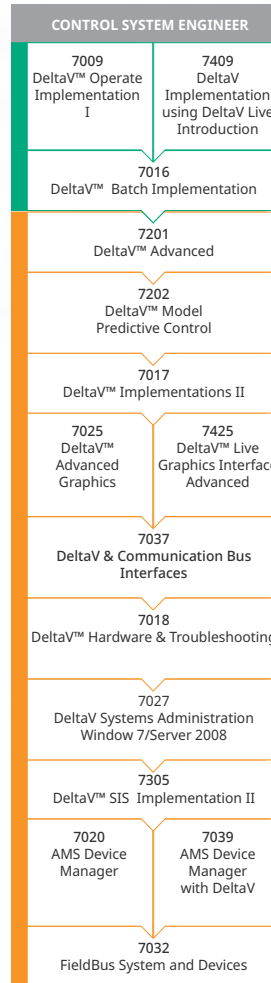 CONTROL SYSTEM ENGINEER
7009
DeltaV™ Operate
Implementation
I
7409
DeltaV
Implementation
using DeltaV Live
Introduction
7016
DeltaV™ Batch Implementation
7201
DeltaV™ Advanced
7202
DeltaV™ Model
Predictive Control
7017
DeltaV™ Implementations II
7025
DeltaV™
Advanced
Graphics
7425
DeltaV™ Live
Graphics Interface
Advanced
7037
DeltaV & Communication Bus
Interfaces
7018
DeltaV™ Hardware & Troubleshooting
7027
DeltaV Systems Administration
Window 7/Server 2008
7305
DeltaV™ SIS Implementation II
7020
AMS Device
Manager
7039
AMS Device
Manager
with DeltaV
7032
FieldBus System and Devices